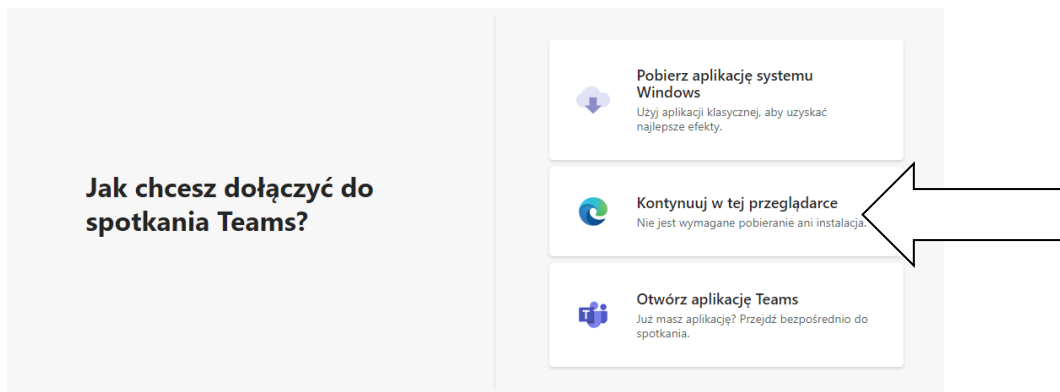 Jak chcesz dołączyć do
spotkania Teams?
Pobierz aplikację systemu
Windows
Użyj aplikacji klasycznej, aby uzyskać
najlepsze efekty.
Kontynuuj w tej przeglądarce
Nie jest wymagane pobieranie ani instalacja.
Otwórz aplikację Teams
Już masz aplikację? Przejdź bezpośrednio do
spotkania.